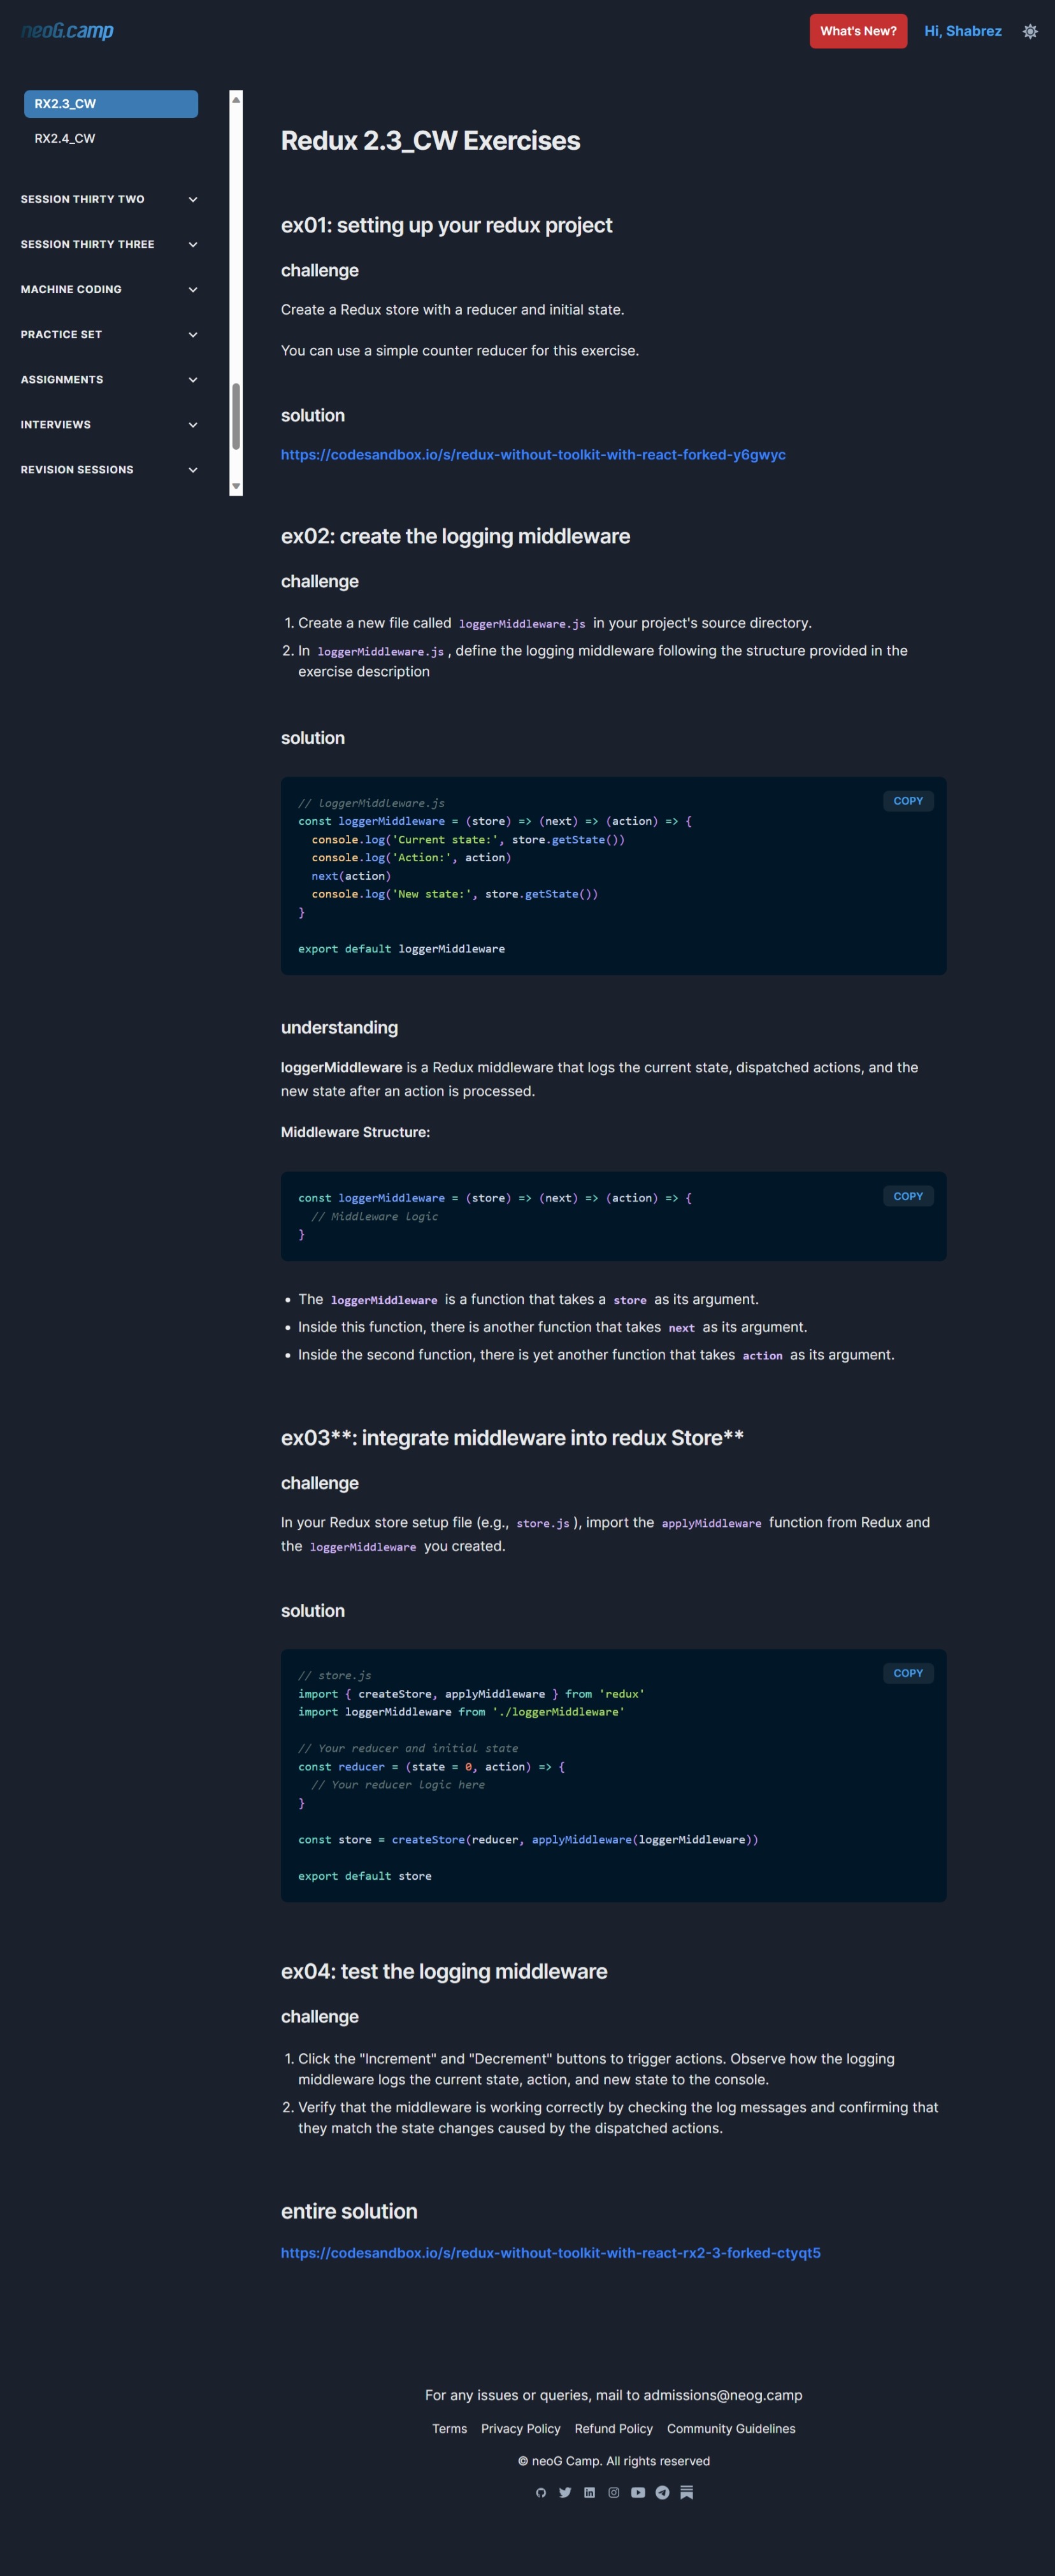 neoG.camp
What's New?
Hi, Shabrez
RX2.3_CW
RX2.4_CW
SESSION THIRTY TWO
SESSION THIRTY THREE
MACHINE CODING
PRACTICE SET
ASSIGNMENTS
INTERVIEWS
REVISION SESSIONS
Redux 2.3_CW Exercises
ex01: setting up your redux project
challenge
Create a Redux store with a reducer and initial state.
You can use a simple counter reducer for this exercise.
solution
https://codesandbox.io/s/redux-without-toolkit-with-react-forked-y6gwyc
ex02: create the logging middleware
challenge
1. Create a new file called loggerMiddleware.js in your project's source directory.
2. In loggerMiddleware.js , define the logging middleware following the structure provided in the
exercise description
solution
COPY
// loggerMiddleware.js
const loggerMiddleware = (store) => (next) => (action) => {
  console.log('Current state:', store.getState())
  console.log('Action:', action)
  next(action)
  console.log('New state:', store.getState())
}
export default loggerMiddleware
understanding
loggerMiddleware is a Redux middleware that logs the current state, dispatched actions, and the
new state after an action is processed.
Middleware Structure:
COPY
const loggerMiddleware = (store) => (next) => (action) => {
  // Middleware logic
}
• The loggerMiddleware is a function that takes a store as its argument.
• Inside this function, there is another function that takes next as its argument.
• Inside the second function, there is yet another function that takes action as its argument.
ex03**: integrate middleware into redux Store**
challenge
In your Redux store setup file (e.g., store.js ), import the applyMiddleware function from Redux and
the loggerMiddleware you created.
solution
COPY
// store.js
import { createStore, applyMiddleware } from 'redux'
import loggerMiddleware from './loggerMiddleware'
// Your reducer and initial state
const reducer = (state = 0, action) => {
  // Your reducer logic here
}
const store = createStore(reducer, applyMiddleware(loggerMiddleware))
export default store
ex04: test the logging middleware
challenge
1. Click the "Increment" and "Decrement" buttons to trigger actions. Observe how the logging
middleware logs the current state, action, and new state to the console.
2. Verify that the middleware is working correctly by checking the log messages and confirming that
they match the state changes caused by the dispatched actions.
entire solution
https://codesandbox.io/s/redux-without-toolkit-with-react-rx2-3-forked-ctyqt5
For any issues or queries, mail to admissions@neog.camp
Terms Privacy Policy Refund Policy Community Guidelines
© neoG Camp. All rights reserved